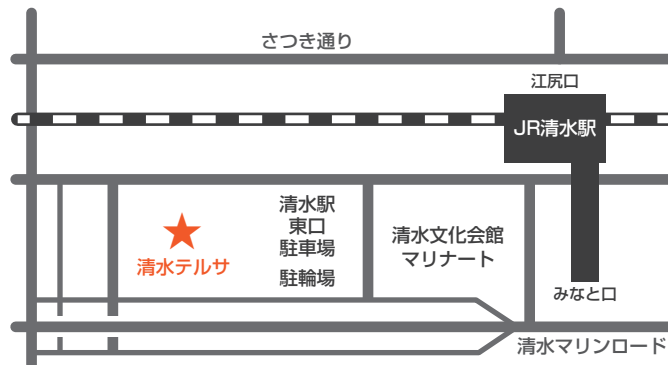 さつき通り
江尻口
JR清水駅
清水駅
東口
駐車場
駐輪場
清水文化会館
マリナート
清水テルサ
みなと口
清水マリンロード